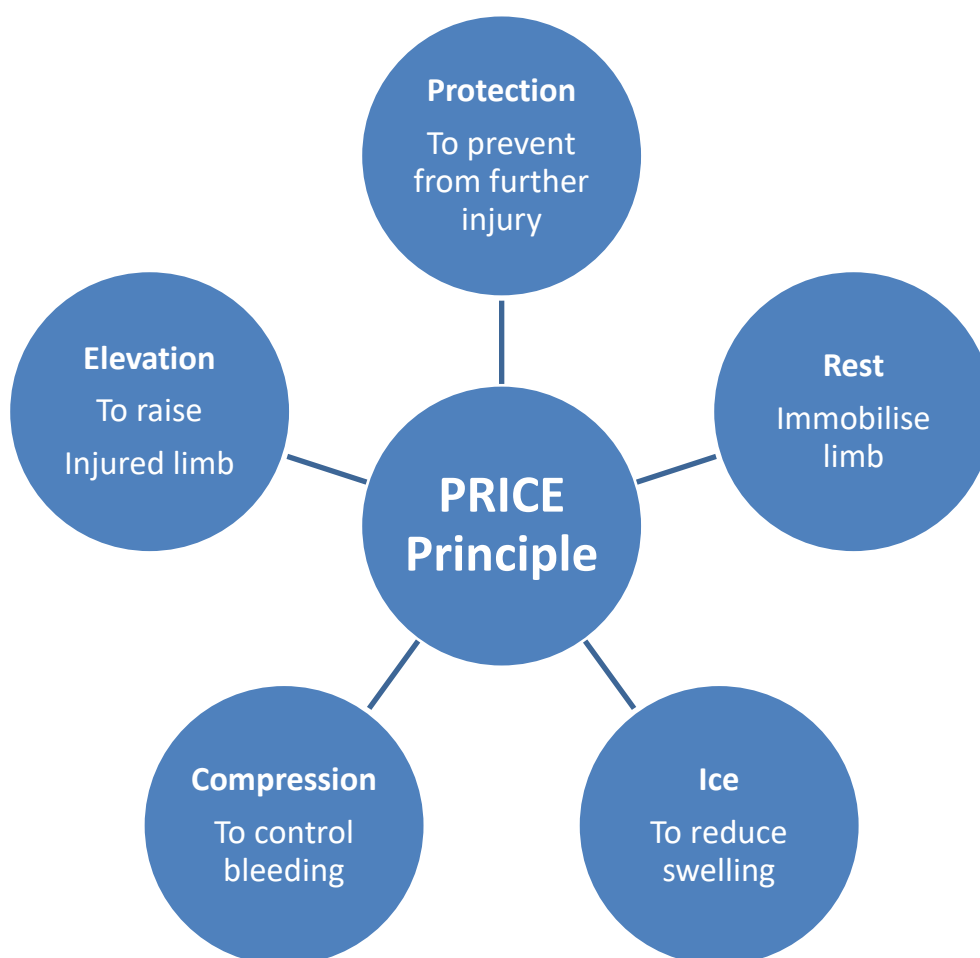 Protection
To prevent
from further
injury
Rest
Immobilise
limb
Ice
To reduce
swelling
Compression
To control
bleeding
Elevation
To raise
Injured limb
PRICE
Principle